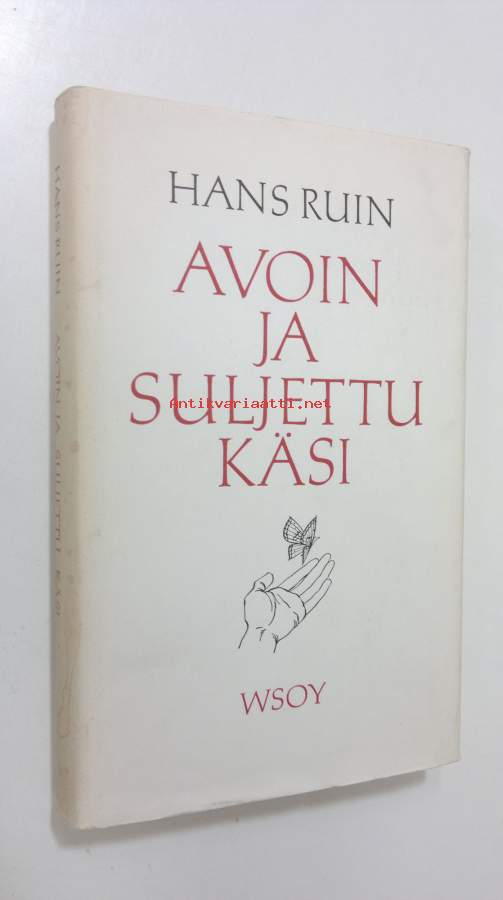 HANS RUIN
AVOIN
JA
SULJETTU
KÄSI
WSOY
Antikvariaatti.net
HANS RUIN AVOIN JA SULJETTU KÄSI